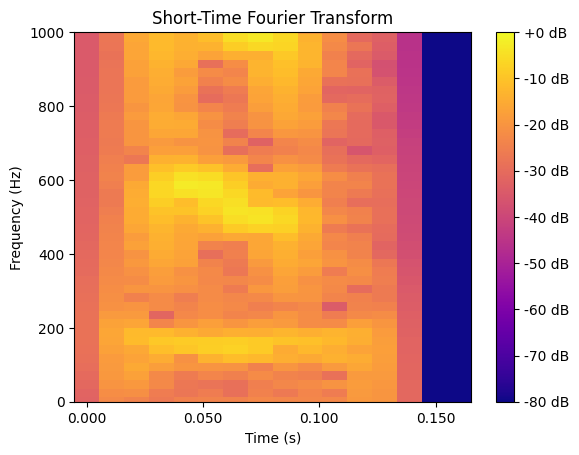 Short-Time Fourier Transform
1000
800
600
400
200
0
Frequency (Hz)
0.000
0.050
0.100
0.150
Time (s)
+0 dB
-10 dB
-20 dB
-30 dB
-40 dB
-50 dB
-60 dB
-70 dB
-80 dB